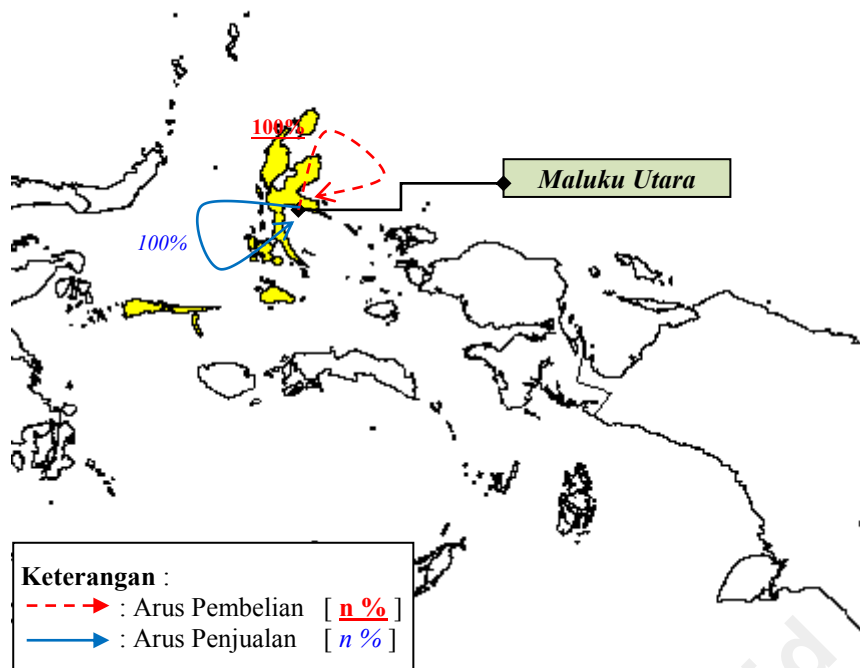 100%
Maluku Utara
100%
Keterangan :
: Arus Pembelian [ n % ]
: Arus Penjualan [ n % ]